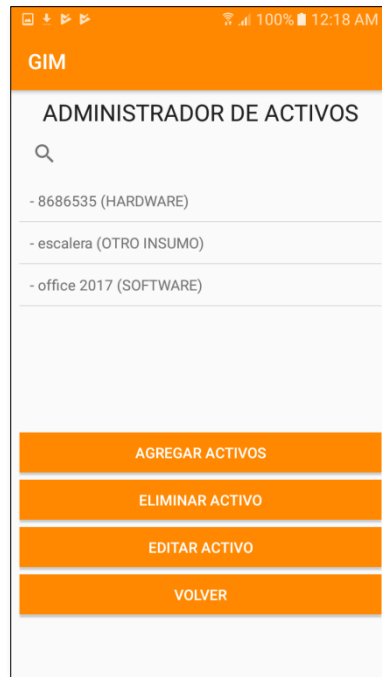 100% 12:18 AM
GIM
ADMINISTRADOR DE ACTIVOS
- 8686535 (HARDWARE)
- escalera (OTRO INSUMO)
- office 2017 (SOFTWARE)
AGREGAR ACTIVOS
ELIMINAR ACTIVO
EDITAR ACTIVO
VOLVER